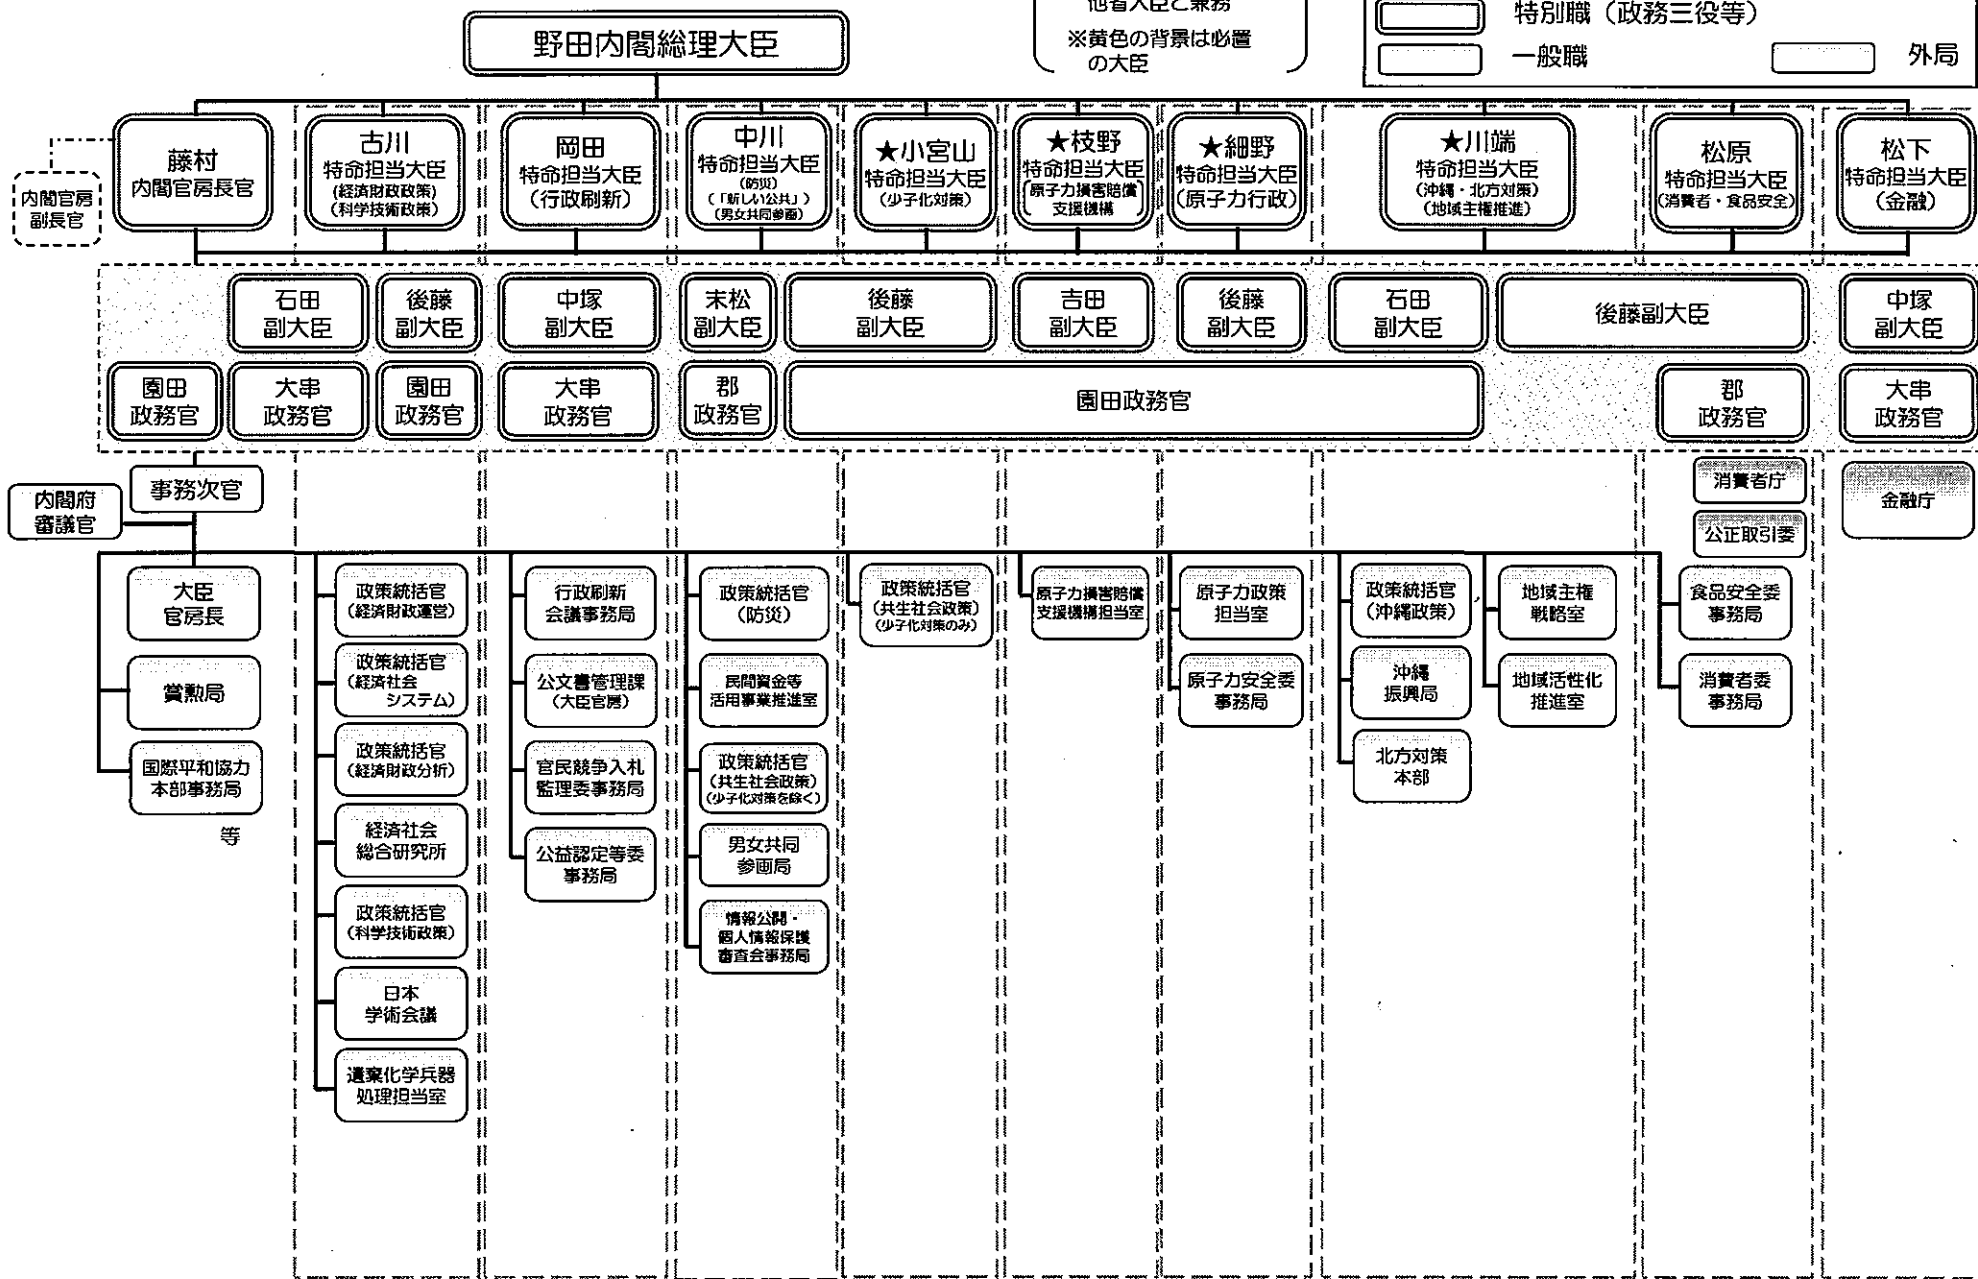 他省大臣と兼務
※黄色の背景は必置
の大臣
特別職（政務三役等）
一般職
外局
野田内閣総理大臣
内閣官房
副長官
藤村
内閣官房長官
古川
特命担当大臣
(経済財政政策)
(科学技術政策)
岡田
特命担当大臣
(行政刷新)
中川
特命担当大臣
(防災)
(「新しい公共」)
(男女共同参画)
★小宮山
特命担当大臣
(少子化対策)
★枝野
特命担当大臣
原子力損害賠償
支援機構
★細野
特命担当大臣
(原子力行政)
★川端
特命担当大臣
(沖縄・北方対策)
(地域主権推進)
松原
特命担当大臣
(消費者・食品安全)
松下
特命担当大臣
(金融)
石田
副大臣
後藤
副大臣
中塚
副大臣
末松
副大臣
後藤
副大臣
吉田
副大臣
後藤
副大臣
石田
副大臣
後藤副大臣
中塚
副大臣
園田
政務官
大串
政務官
園田
政務官
大串
政務官
郡
政務官
園田政務官
郡
政務官
大串
政務官
事務次官
内閣府
審議官
大臣
官房長
賞勲局
国際平和協力
本部事務局
等
政策統括官
(経済財政運営)
政策統括官
(経済社会
システム)
政策統括官
(経済財政分析)
経済社会
総合研究所
政策統括官
(科学技術政策)
日本
学術会議
遺棄化学兵器
処理担当室
行政刷新
会議事務局
公文書管理課
(大臣官房)
官民競争入札
監理委事務局
公益認定等委
事務局
政策統括官
(防災)
民間資金等
活用事業推進室
政策統括官
(共生社会政策)
(少子化対策を除く)
男女共同
参画局
情報公開・
個人情報保護
審査会事務局
政策統括官
(共生社会政策)
(少子化対策のみ)
原子力損害賠償
支援機構担当室
原子力政策
担当室
原子力安全委
事務局
政策統括官
(沖縄政策)
沖縄
振興局
北方対策
本部
地域主権
戦略室
地域活性化
推進室
消費者庁
公正取引委
食品安全委
事務局
消費者委
事務局
金融庁